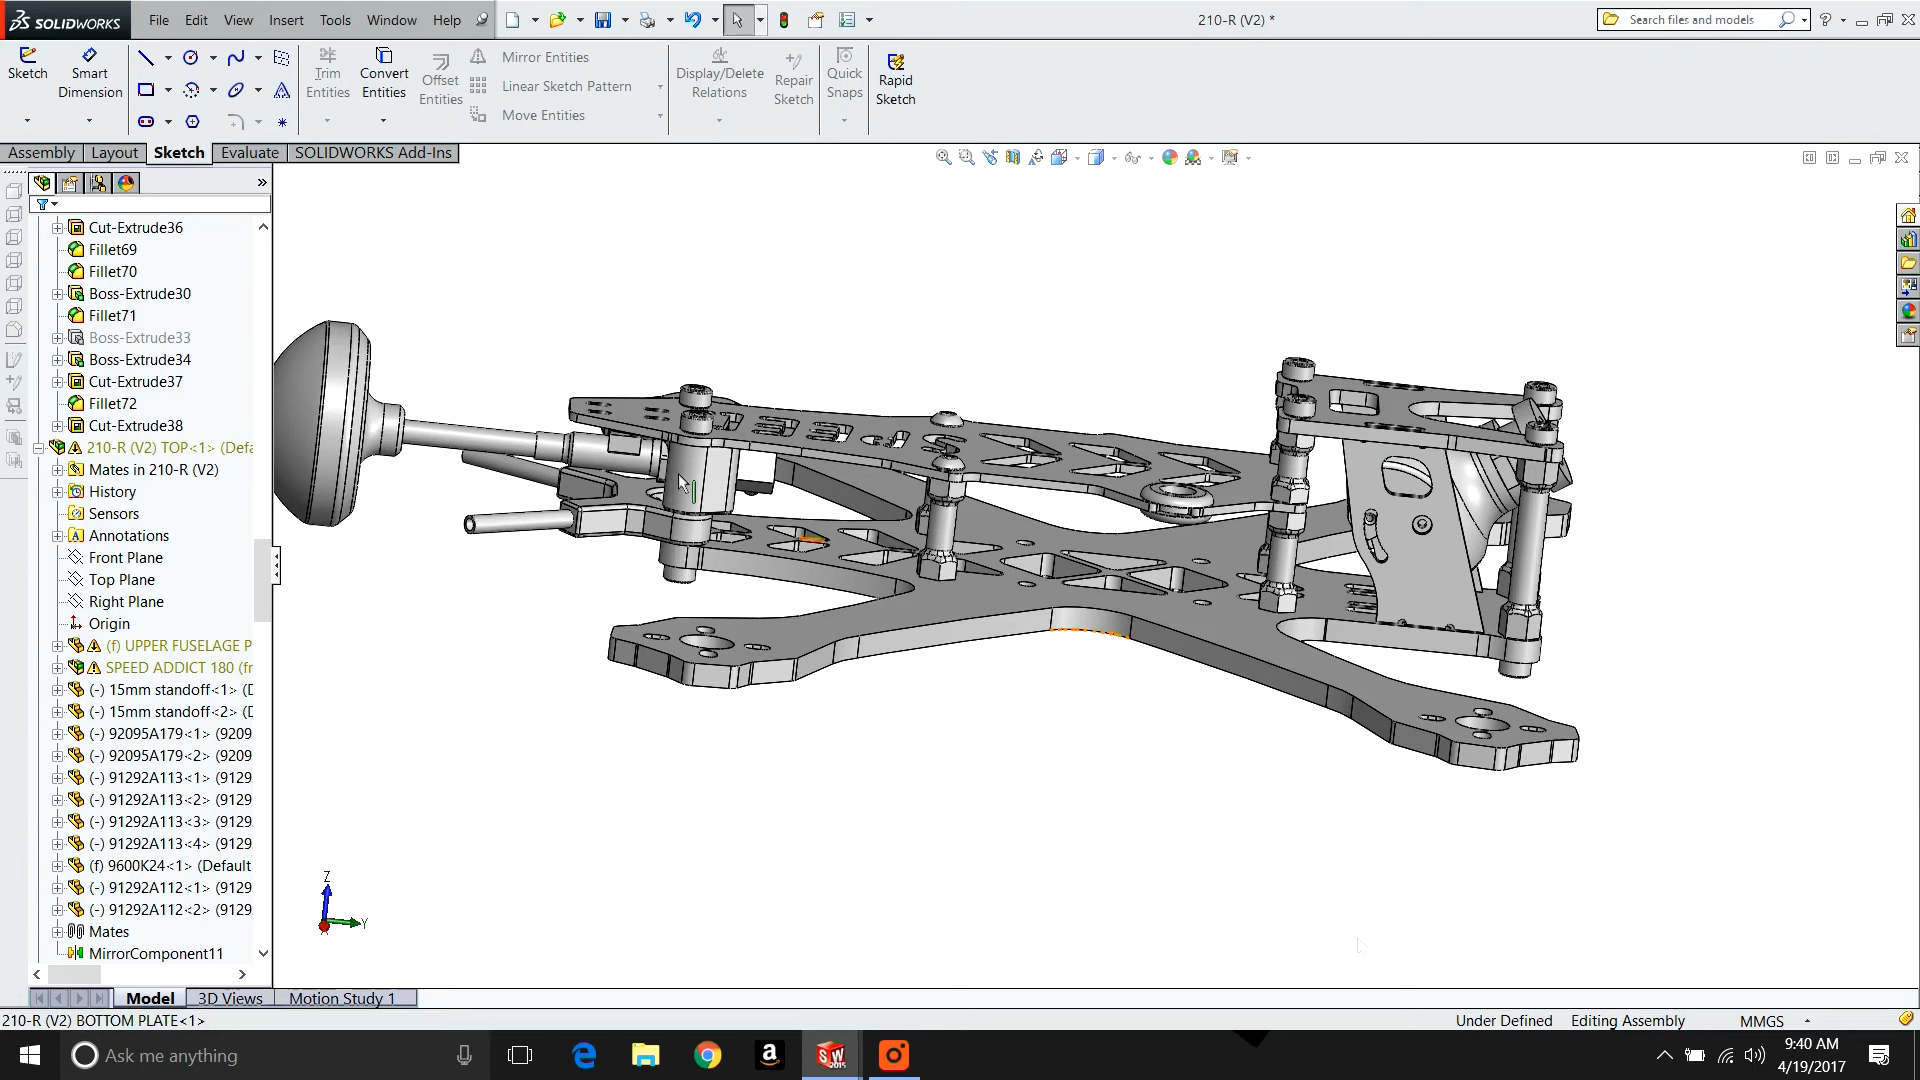 SOLIDWORKS File Edit View Insert Tools Window Help 210-R (V2) * Search files and models
Sketch Smart Dimension Trim Entities Convert Entities Offset Entities Mirror Entities Linear Sketch Pattern Move Entities Display/Delete Relations Repair Sketch Quick Snaps Rapid Sketch
Assembly Layout Sketch Evaluate SOLIDWORKS Add-Ins
Cut-Extrude36
Fillet69
Fillet70
Boss-Extrude30
Fillet71
Boss-Extrude33
Boss-Extrude34
Cut-Extrude37
Fillet72
Cut-Extrude38
210-R (V2) TOP<1> (Defa
Mates in 210-R (V2)
History
Sensors
Annotations
Front Plane
Top Plane
Right Plane
Origin
(f) UPPER FUSELAGE P
SPEED ADDICT 180 (fr
(-) 15mm standoff<1> (D
(-) 15mm standoff<2> (D
(-) 92095A179<1> (9209
(-) 92095A179<2> (9209
(-) 91292A113<1> (9129
(-) 91292A113<2> (9129
(-) 91292A113<3> (9129
(-) 91292A113<4> (9129
(f) 9600K24<1> (Default
(-) 91292A112<1> (9129
(-) 91292A112<2> (9129
Mates
MirrorComponent11
Z
Y
Model 3D Views Motion Study 1
210-R (V2) BOTTOM PLATE<1> Under Defined Editing Assembly MMGS
Ask me anything
9:40 AM
4/19/2017